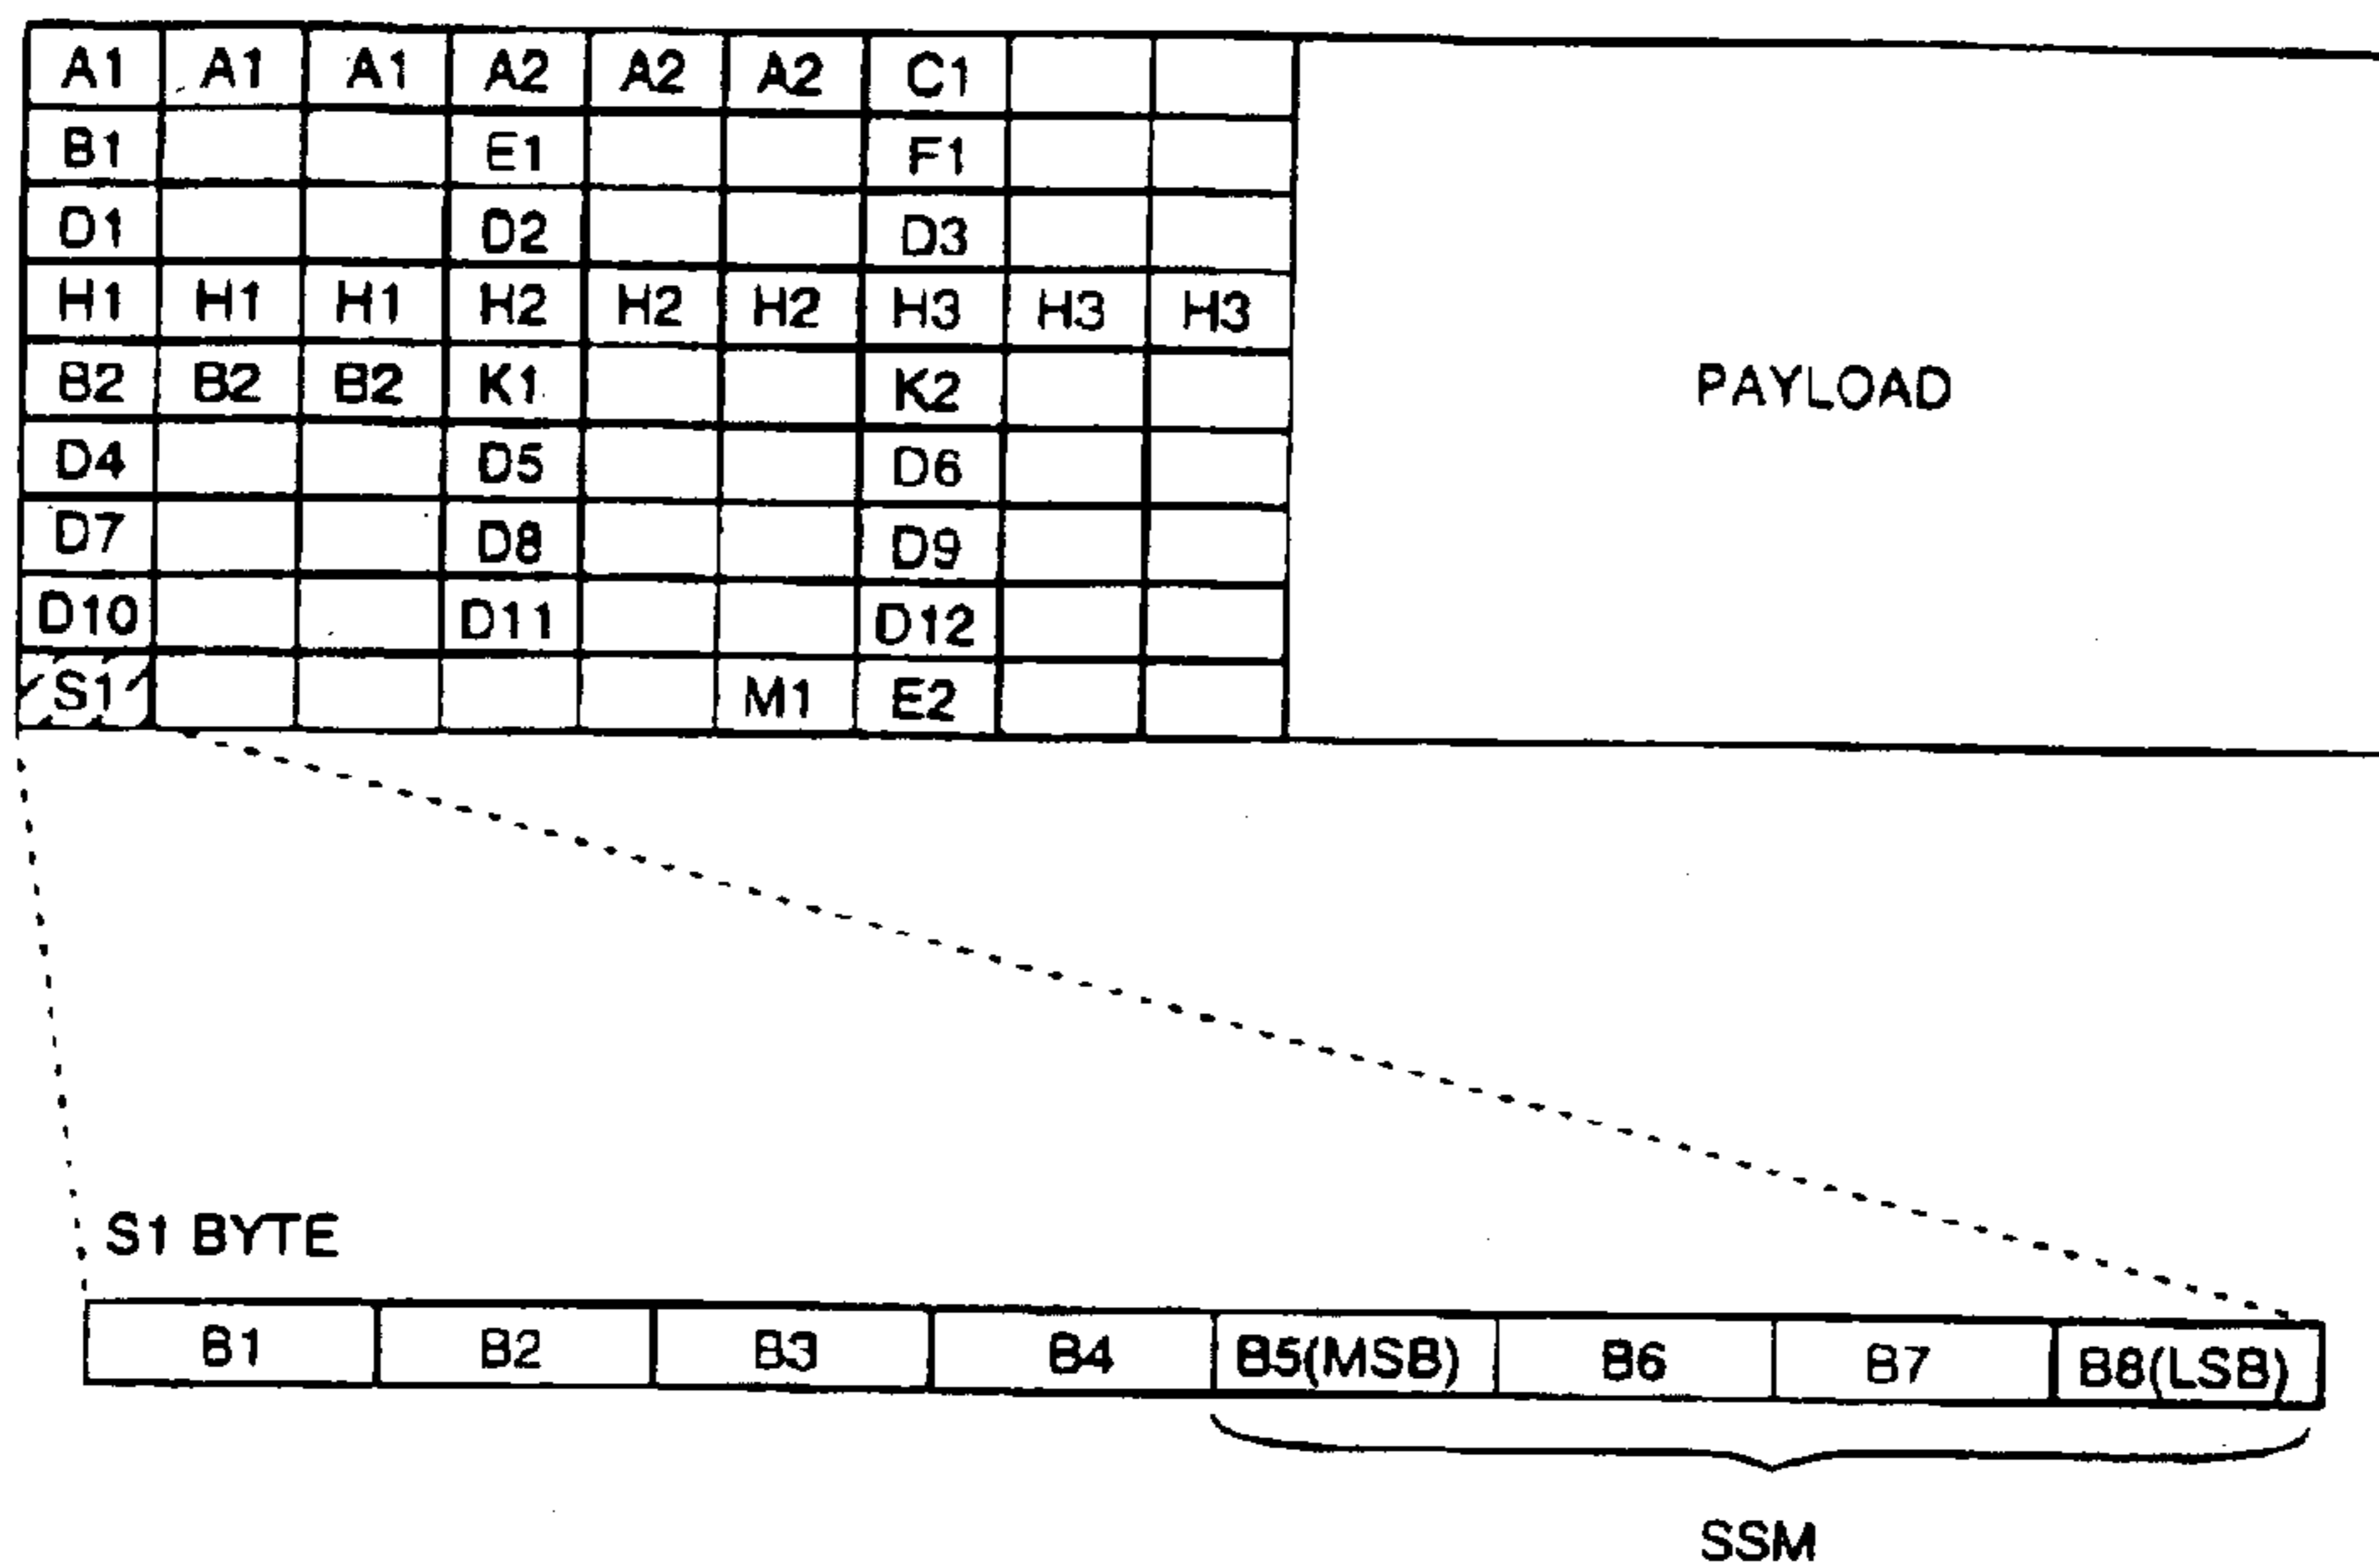 A1 A1 A1 A2 A2 A2 C1
B1 E1 F1
D1 D2 D3
H1 H1 H1 H2 H2 H2 H3 H3 H3
B2 B2 B2 K1 K2
PAYLOAD
D4 D5 D6
D7 D8 D9
D10 D11 D12
S1 M1 E2
S1 BYTE
B1 B2 B3 B4 B5(MSB) B6 B7 B8(LSB)
SSM